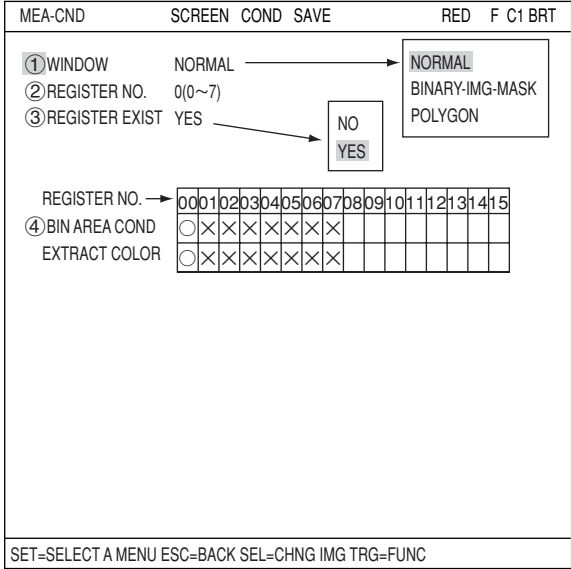 MEA-CND SCREEN COND SAVE RED F C1 BRT
①WINDOW NORMAL NORMAL
BINARY-IMG-MASK
POLYGON
②REGISTER NO. 0(0～7)
③REGISTER EXIST YES NO
YES
REGISTER NO. 00 01 02 03 04 05 06 07 08 09 10 11 12 13 14 15
④BIN AREA COND ○ × × × × × × ×
EXTRACT COLOR ○ × × × × × × ×
SET=SELECT A MENU ESC=BACK SEL=CHNG IMG TRG=FUNC